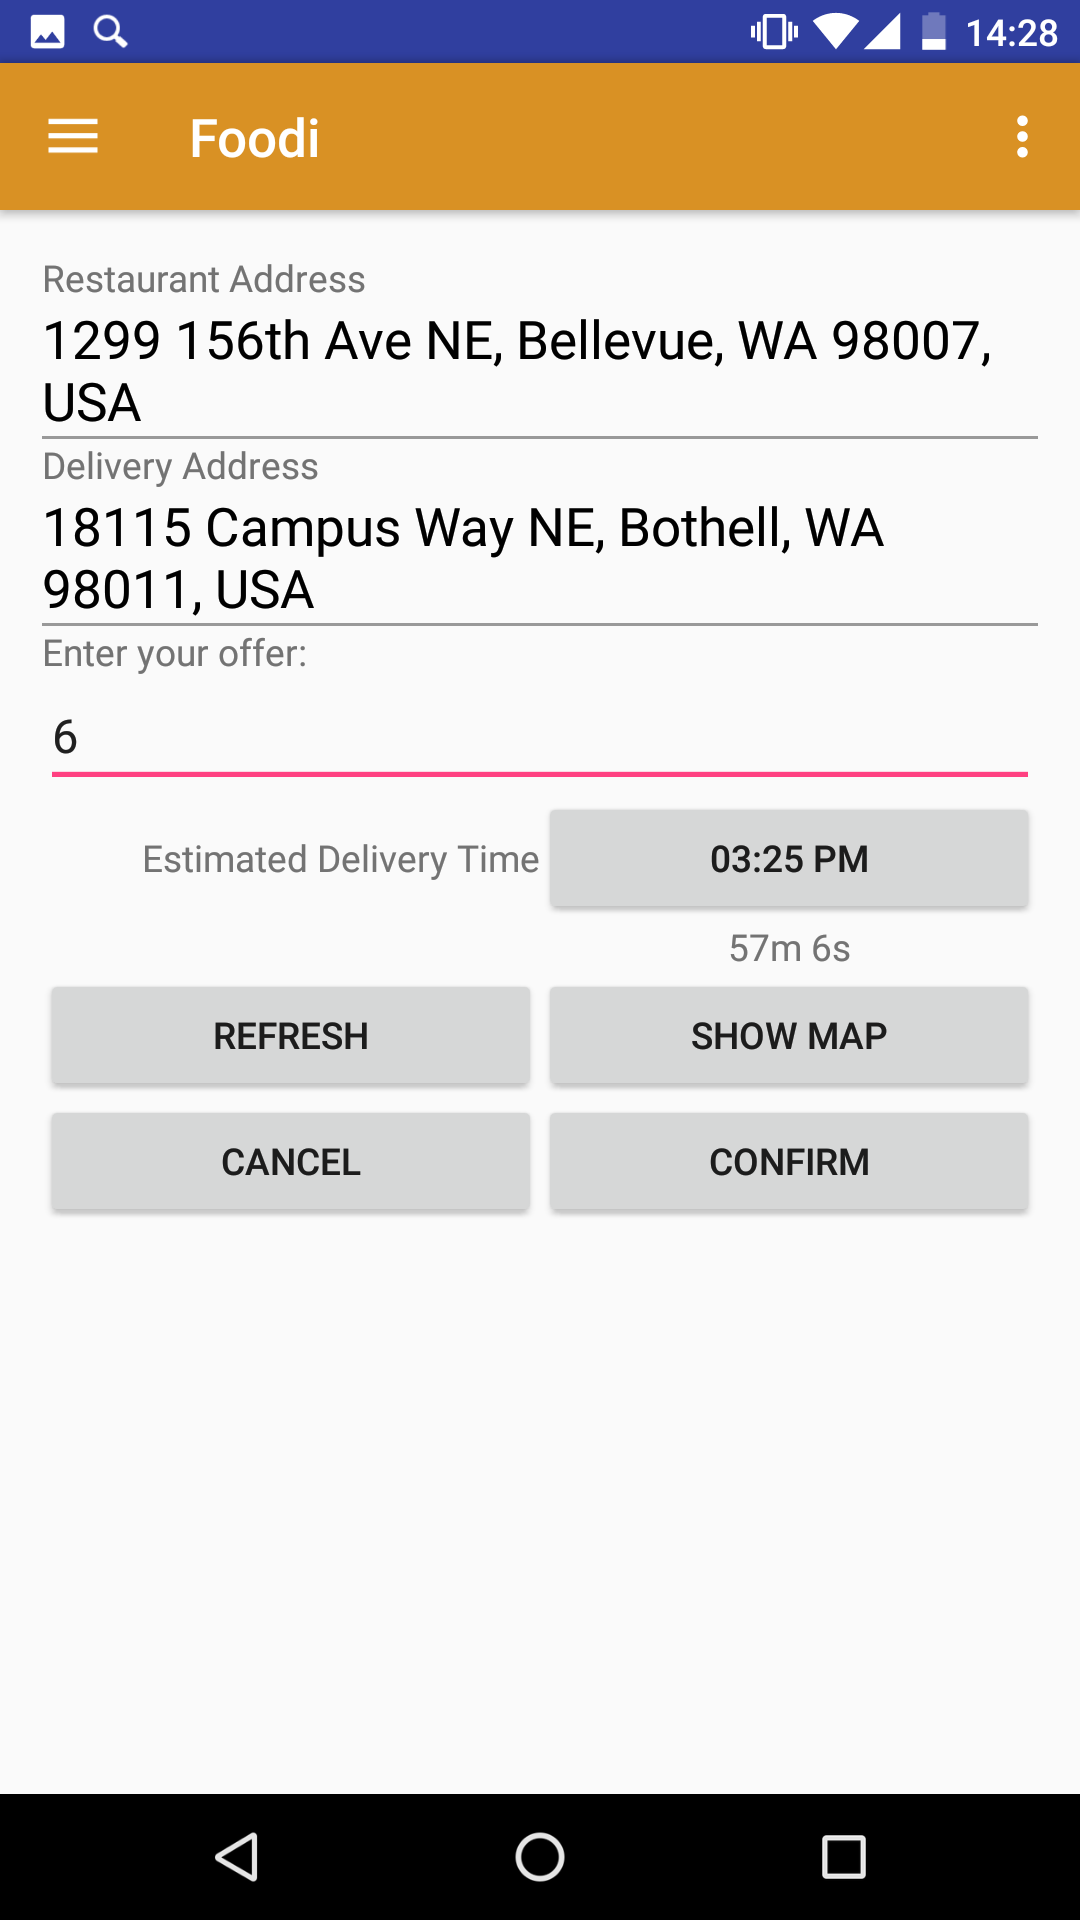 14:28
Foodi
Restaurant Address
1299 156th Ave NE, Bellevue, WA 98007,
USA
Delivery Address
18115 Campus Way NE, Bothell, WA
98011, USA
Enter your offer:
6
Estimated Delivery Time 03:25 PM
57m 6s
REFRESH SHOW MAP
CANCEL CONFIRM